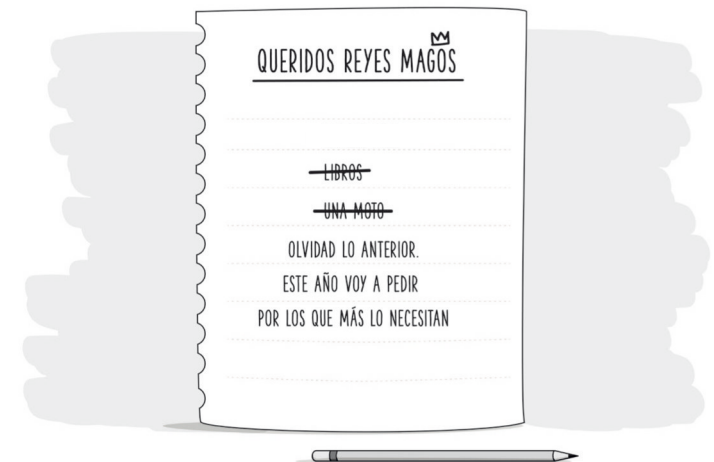 QUERIDOS REYES MAGOS
LIBROS
UNA MOTO
OLVIDAD LO ANTERIOR.
ESTE AÑO VOY A PEDIR
POR LOS QUE MÁS LO NECESITAN